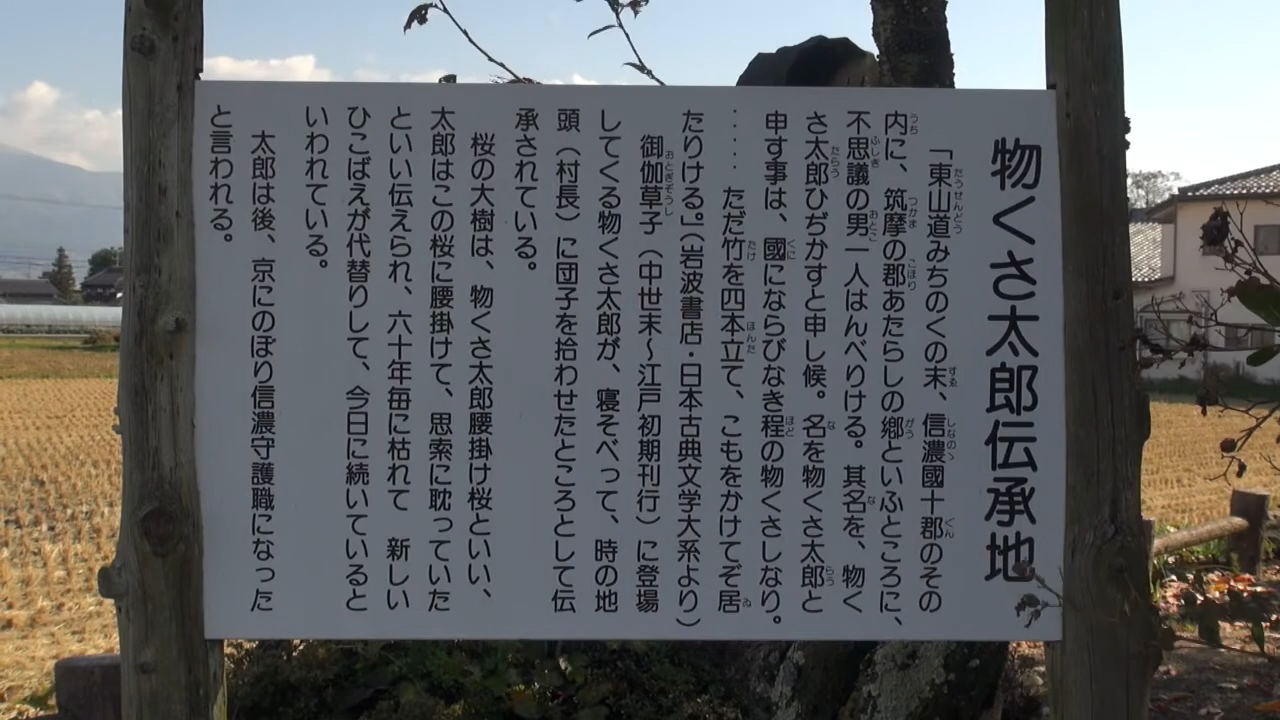 物くさ太郎伝承地
「東山道みちのくの末、信濃國十郡のその
内に、筑摩の郡あたらしの郷といふところに、
不思議の男一人はんべりける。其名を、物く
さ太郎ひぢかすと申し候。名を物くさ太郎と
申す事は、國にならびなき程の物くさしなり。
‥‥ただ竹を四本立て、こもをかけてぞ居
たりける。」（岩波書店・日本古典文学大系より）
御伽草子（中世末〜江戸初期刊行）に登場
してくる物くさ太郎が、寝そべって、時の地
頭（村長）に団子を拾わせたところとして伝
承されている。
桜の大樹は、物くさ太郎腰掛け桜といい、
太郎はこの桜に腰掛けて、思索に耽っていた
といい伝えられ、六十年毎に枯れて 新しい
ひこばえが代替りして、今日に続いていると
いわれている。
太郎は後、京にのぼり信濃守護職になった
と言われる。